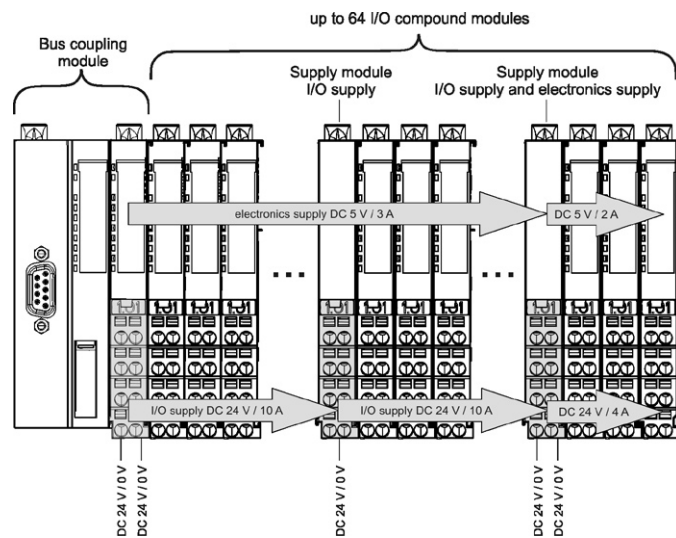 up to 64 I/O compound modules
Bus coupling
module
Supply module
I/O supply
Supply module
I/O supply and electronics supply
electronics supply DC 5 V / 3 A
DC 5 V / 2 A
I/O supply DC 24 V / 10 A
I/O supply DC 24 V / 10 A
DC 24 V / 4 A
DC 24 V / 0 V
DC 24 V / 0 V
DC 24 V / 0 V
DC 24 V / 0 V
DC 24 V / 0 V